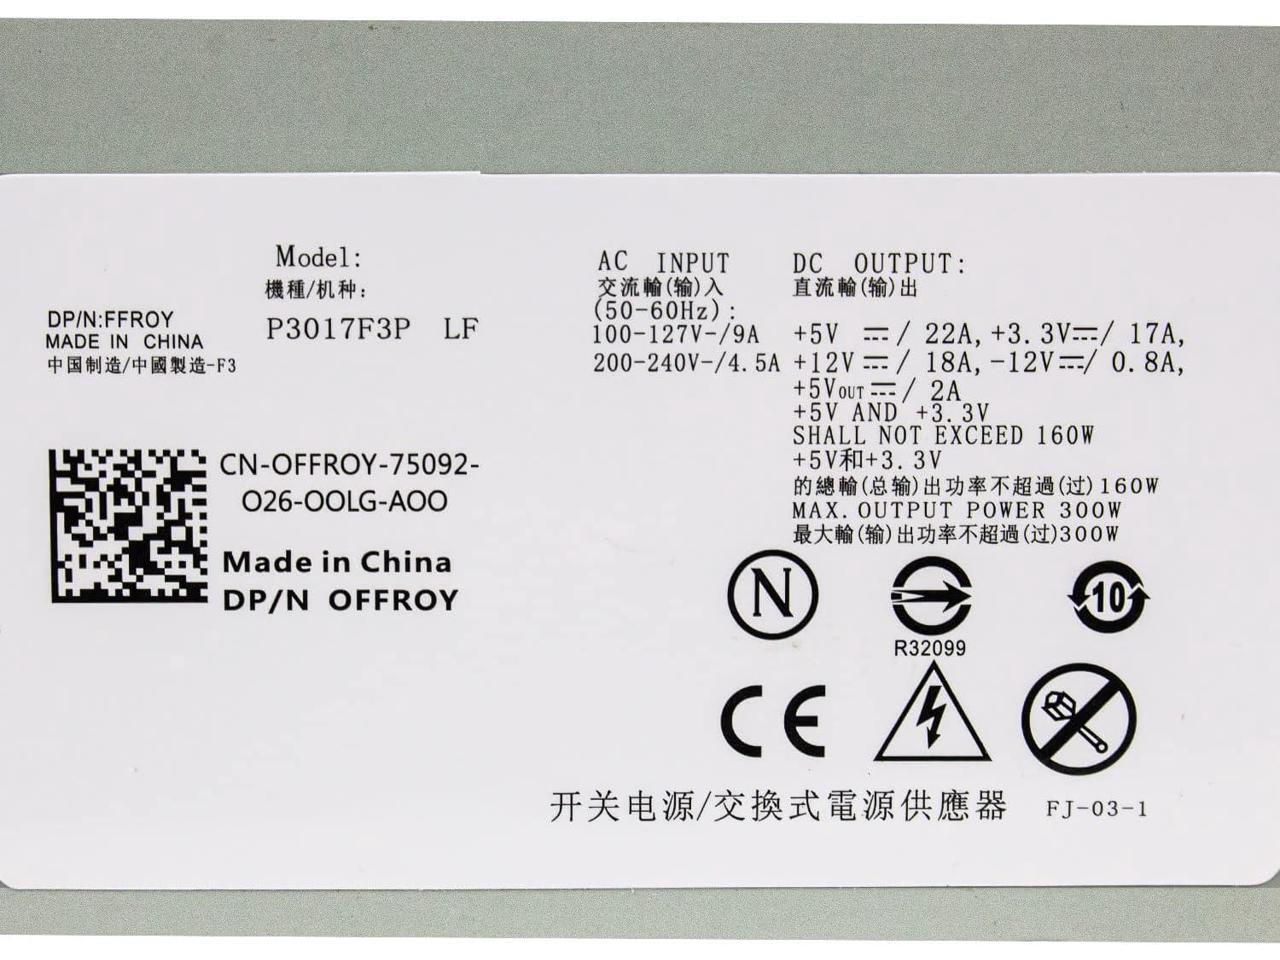 Model:
機種/机种:
P3017F3P LF
DP/N:FFROY
MADE IN CHINA
中国制造/中國製造-F3
CN-OFFROY-75092-
O26-OOLG-AOO
Made in China
DP/N OFFROY
AC INPUT
交流輸(输)入
(50-60Hz):
100-127V-/9A
200-240V-/4.5A
DC OUTPUT:
直流輸(输)出
+5V ⎓/ 22A,+3.3V⎓/ 17A,
+12V⎓/ 18A,-12V⎓/ 0.8A,
+5VOUT⎓/ 2A
+5V AND +3.3V
SHALL NOT EXCEED 160W
+5V和+3.3V
的總輸(总输)出功率不超過(过)160W
MAX.OUTPUT POWER 300W
最大輸(输)出功率不超過(过)300W
N
10
R32099
CE
开关电源/交換式電源供應器 FJ-03-1